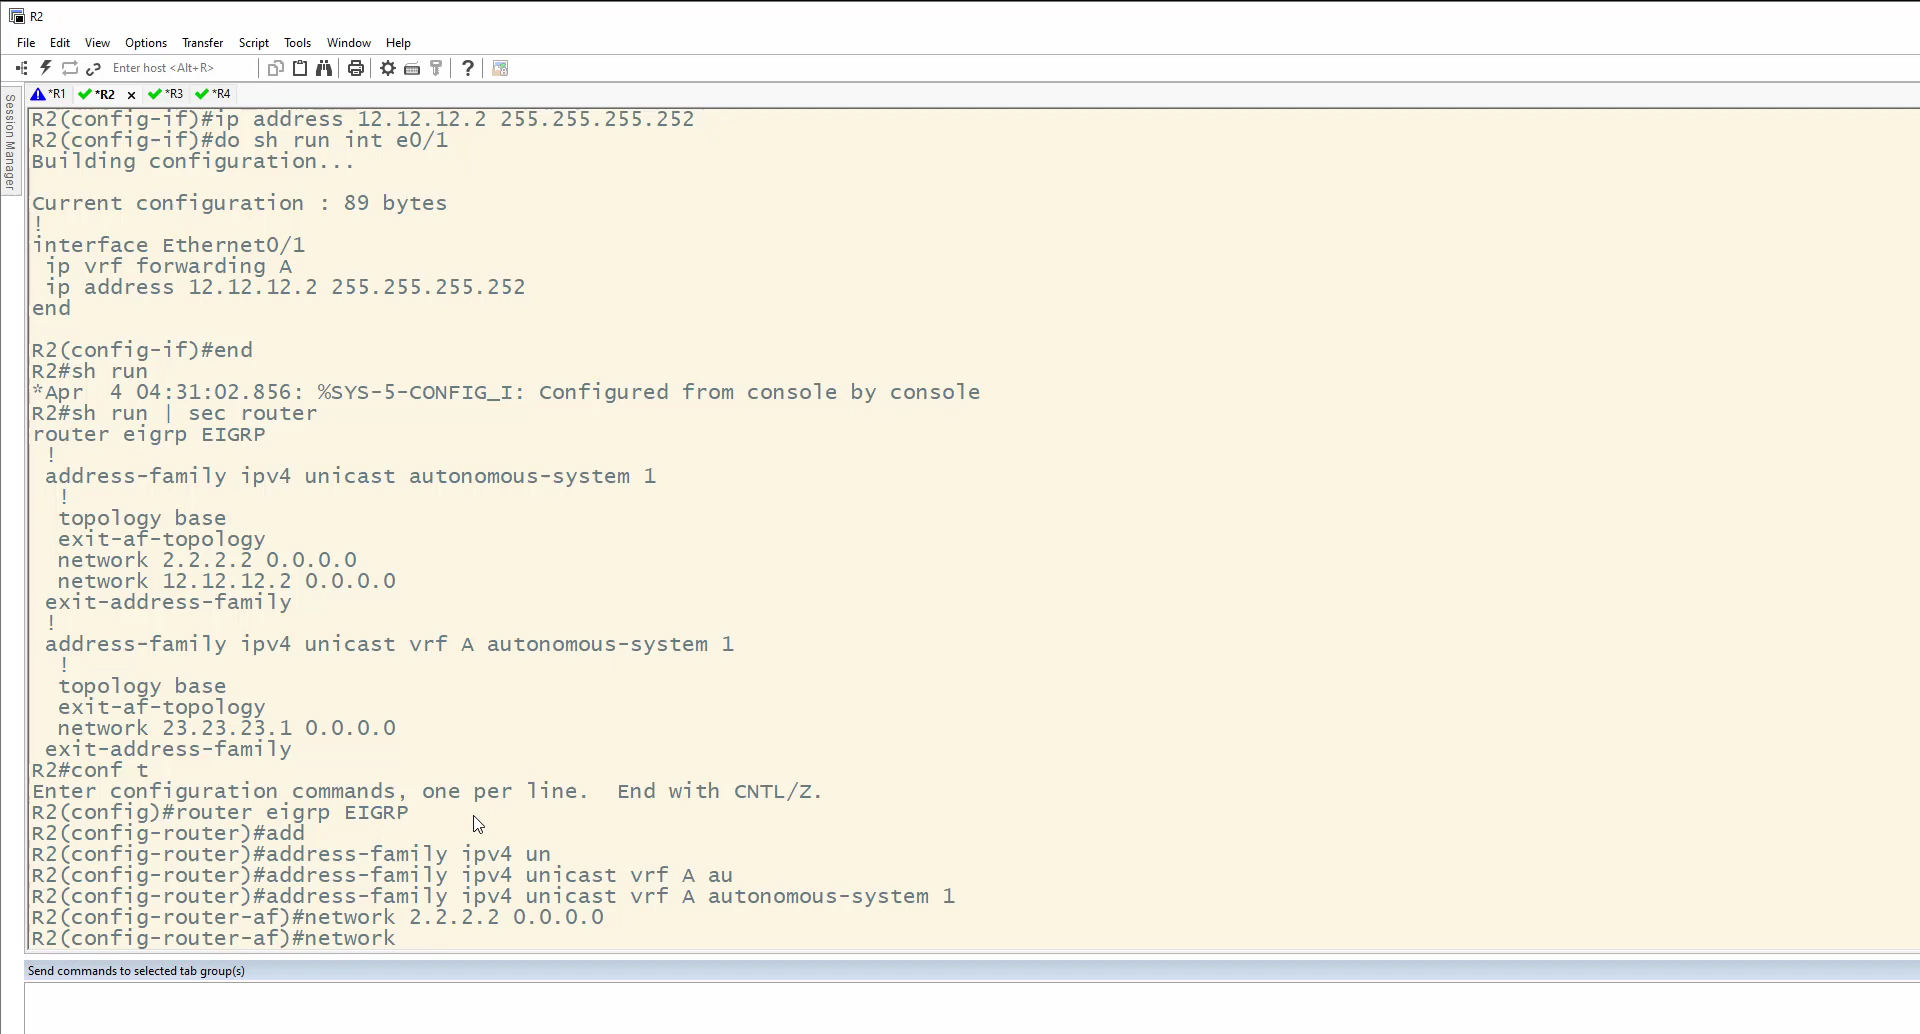 R2
File Edit View Options Transfer Script Tools Window Help
Enter host <Alt+R>
*R1 *R2 x *R3 *R4
Session Manager
R2(config-if)#ip address 12.12.12.2 255.255.255.252
R2(config-if)#do sh run int e0/1
Building configuration...
Current configuration : 89 bytes
!
interface Ethernet0/1
 ip vrf forwarding A
 ip address 12.12.12.2 255.255.255.252
end
R2(config-if)#end
R2#sh run
*Apr  4 04:31:02.856: %SYS-5-CONFIG_I: Configured from console by console
R2#sh run | sec router
router eigrp EIGRP
 !
 address-family ipv4 unicast autonomous-system 1
  !
  topology base
  exit-af-topology
  network 2.2.2.2 0.0.0.0
  network 12.12.12.2 0.0.0.0
 exit-address-family
 !
 address-family ipv4 unicast vrf A autonomous-system 1
  !
  topology base
  exit-af-topology
  network 23.23.23.1 0.0.0.0
 exit-address-family
R2#conf t
Enter configuration commands, one per line.  End with CNTL/Z.
R2(config)#router eigrp EIGRP
R2(config-router)#add
R2(config-router)#address-family ipv4 un
R2(config-router)#address-family ipv4 unicast vrf A au
R2(config-router)#address-family ipv4 unicast vrf A autonomous-system 1
R2(config-router-af)#network 2.2.2.2 0.0.0.0
R2(config-router-af)#network
Send commands to selected tab group(s)